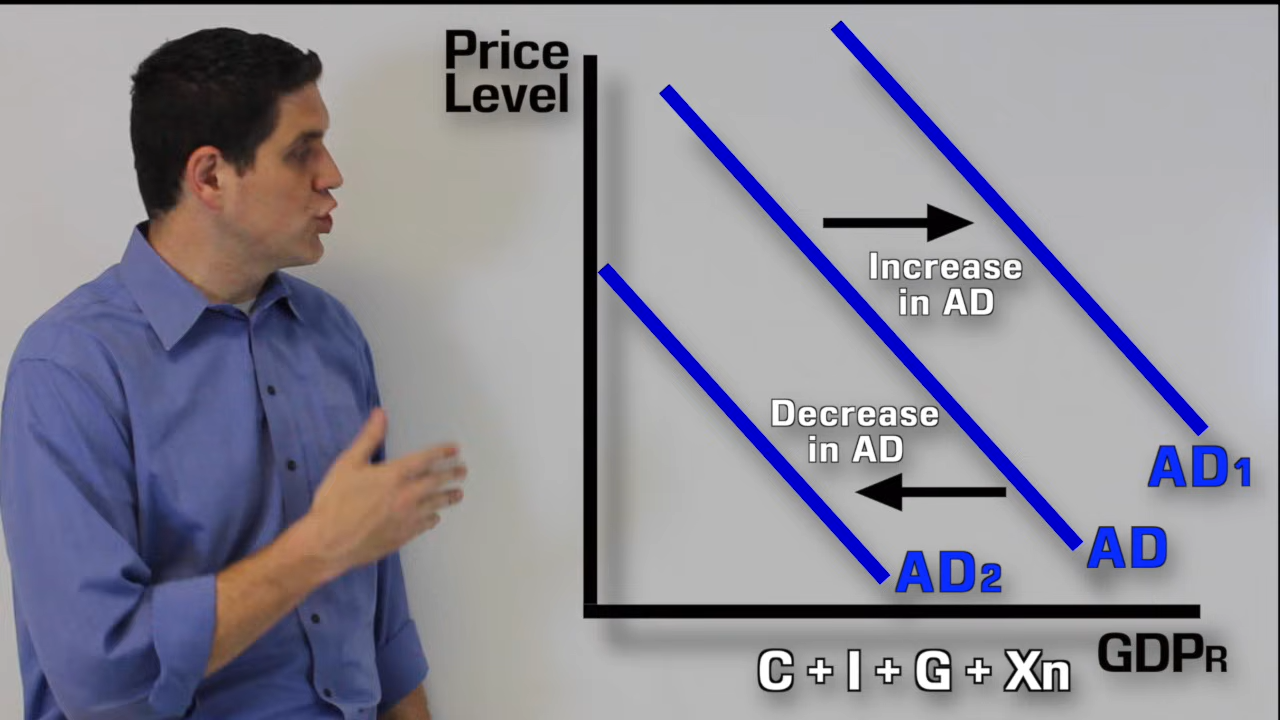 Price
Level
Increase
in AD
Decrease
in AD
AD1
AD
AD2
GDPR
C + I + G + Xn